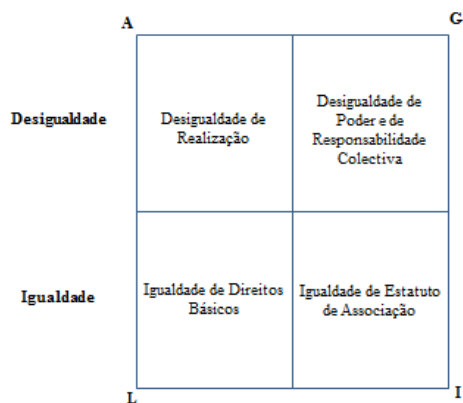 A
G
Desigualdade
Desigualdade de
Realização
Desigualdade de
Poder e de
Responsabilidade
Colectiva
Igualdade
Igualdade de Direitos
Básicos
Igualdade de Estatuto
de Associação
L
I